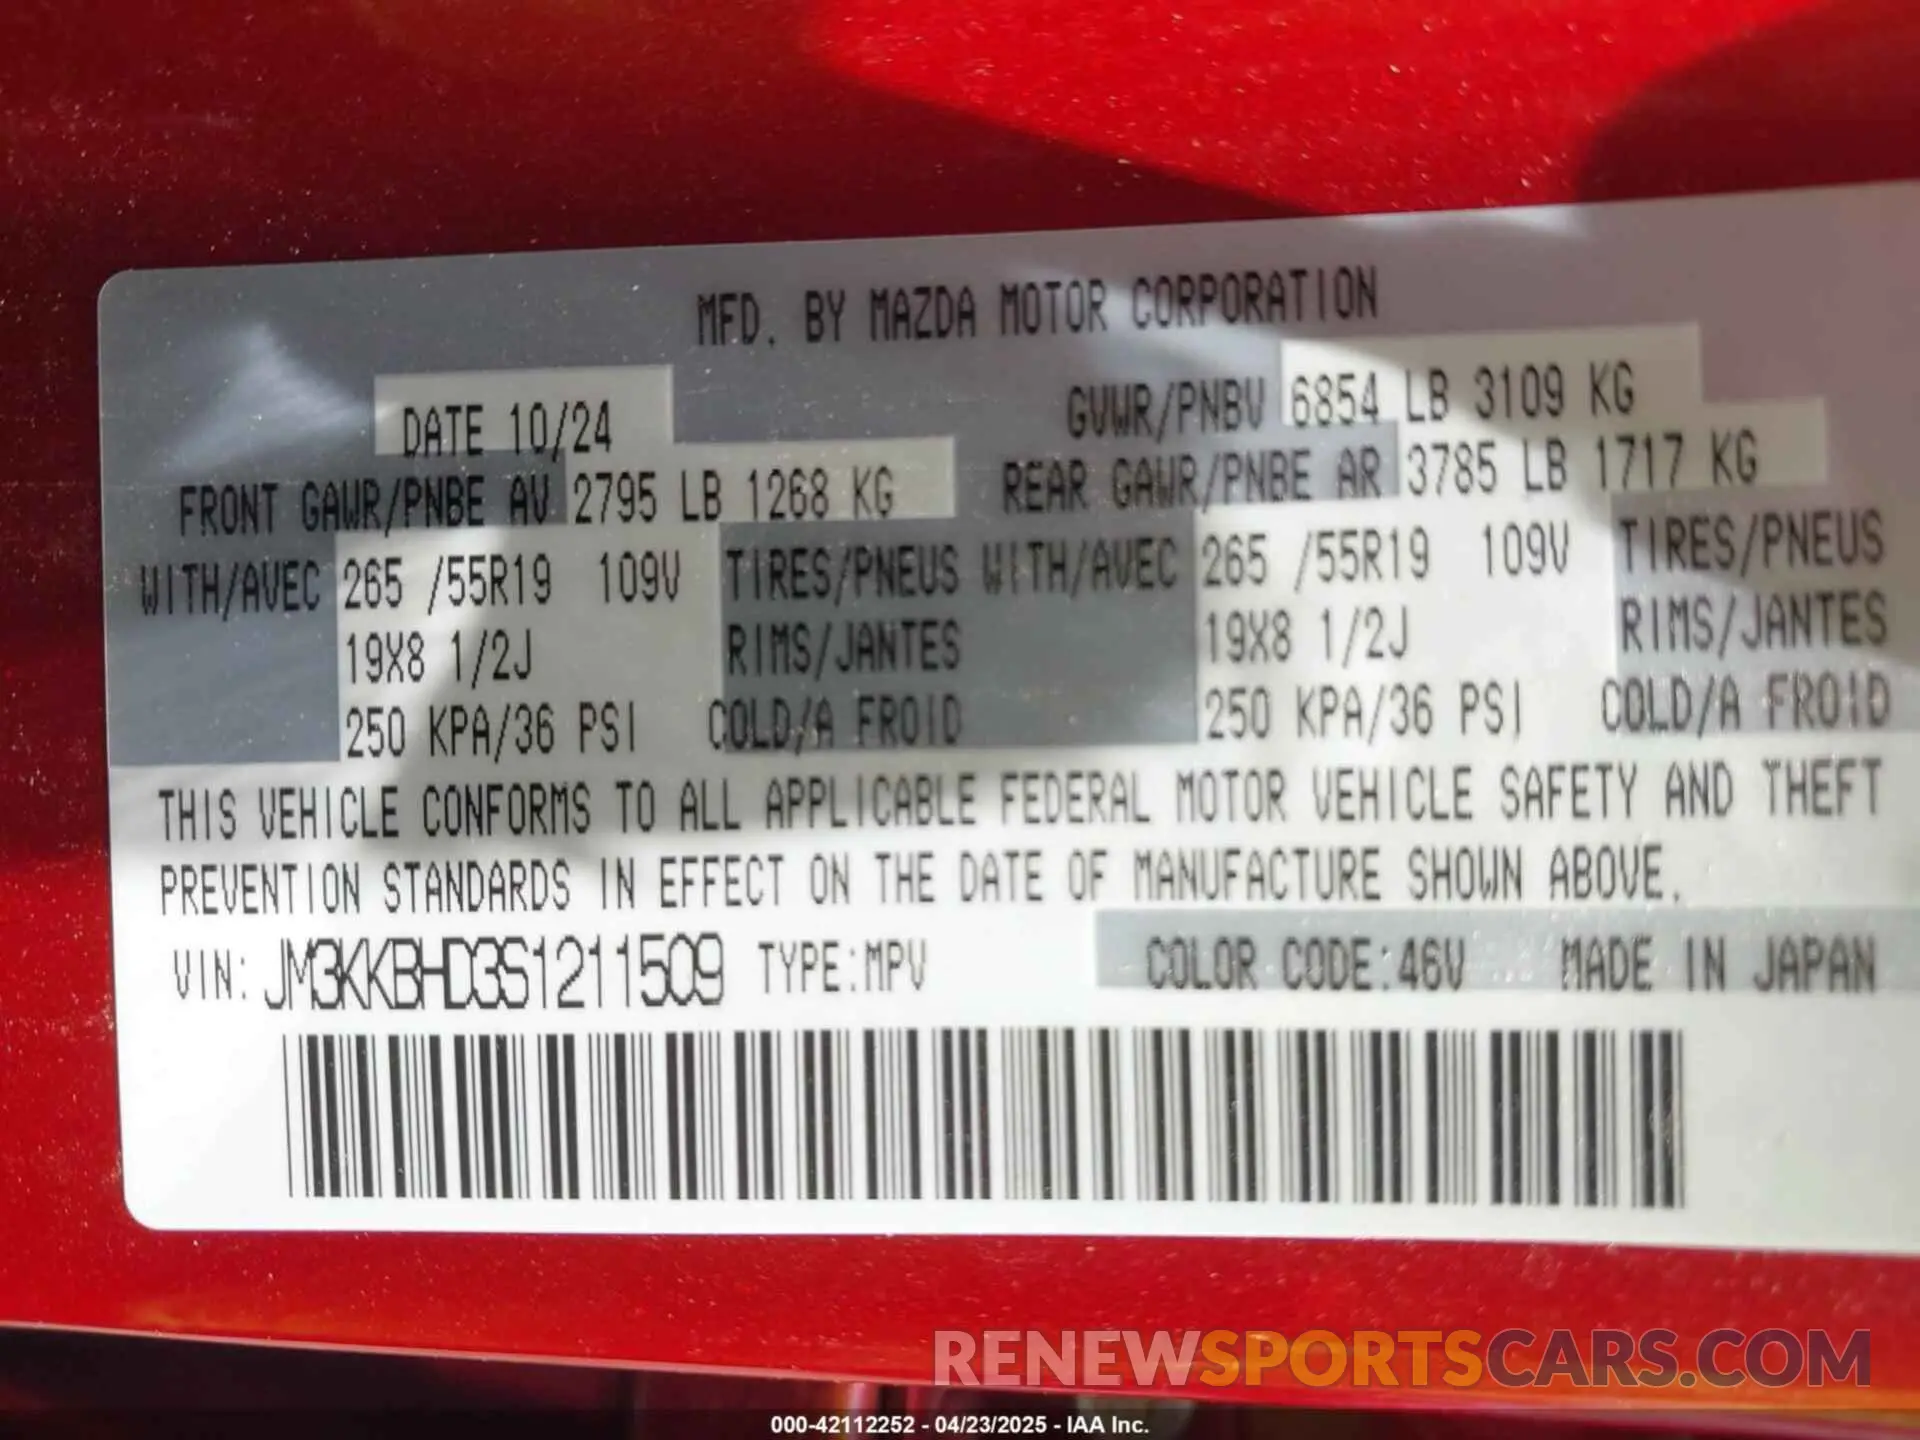 MFD. BY MAZDA MOTOR CORPORATION
DATE 10/24 GVWR/PNBV 6854 LB 3109 KG
FRONT GAWR/PNBE AV 2795 LB 1268 KG REAR GAWR/PNBE AR 3785 LB 1717 KG
WITH/AVEC 265 /55R19 109V TIRES/PNEUS WITH/AVEC 265 /55R19 109V TIRES/PNEUS
19X8 1/2J RIMS/JANTES 19X8 1/2J RIMS/JANTES
250 KPA/36 PSI COLD/A FROID 250 KPA/36 PSI COLD/A FROID
THIS VEHICLE CONFORMS TO ALL APPLICABLE FEDERAL MOTOR VEHICLE SAFETY AND THEFT
PREVENTION STANDARDS IN EFFECT ON THE DATE OF MANUFACTURE SHOWN ABOVE.
VIN: JM3KKBHD3S1211509 TYPE:MPV COLOR CODE:46V MADE IN JAPAN
RENEWSPORTSCARS.COM
000-42112252 - 04/23/2025 - IAA Inc.